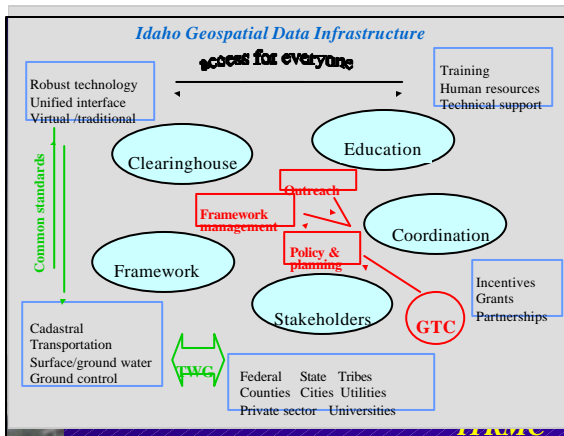 Idaho Geospatial Data Infrastructure
access for everyone
Robust technology
Unified interface
Virtual /traditional
Training
Human resources
Technical support
Clearinghouse
Education
Outreach
Framework
management
Policy &
planning
Coordination
Framework
Stakeholders
Common standards
GTC
Incentives
Grants
Partnerships
Cadastral
Transportation
Surface/ground water
Ground control
TWG
Federal State Tribes
Counties Cities Utilities
Private sector Universities